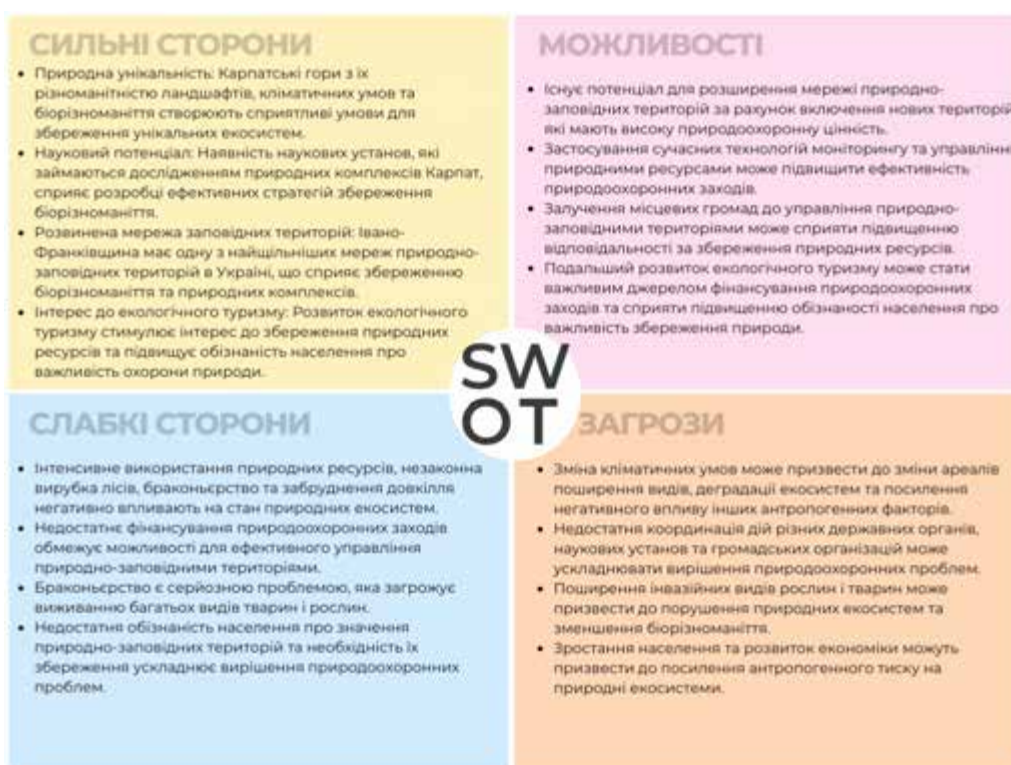 СИЛЬНІ СТОРОНИ
• Природна унікальність: Карпатські гори з їх
різноманітністю ландшафтів, кліматичних умов та
біорізноманіття створюють сприятливі умови для
збереження унікальних екосистем.
• Науковий потенціал: Наявність наукових установ, які
займаються дослідженням природних комплексів Карпат,
сприяє розробці ефективних стратегій збереження
біорізноманіття.
• Розвинена мережа заповідних територій: Івано-
Франківщина має одну з найщільніших мереж природно-
заповідних територій в Україні, що сприяє збереженню
біорізноманіття та природних комплексів.
• Інтерес до екологічного туризму: Розвиток екологічного
туризму стимулює інтерес до збереження природних
ресурсів та підвищує обізнаність населення про
важливість охорони природи.
МОЖЛИВОСТІ
• Існує потенціал для розширення мережі природно-
заповідних територій за рахунок включення нових територій
які мають високу природоохоронну цінність.
• Застосування сучасних технологій моніторингу та управлінн
природними ресурсами може підвищити ефективність
природоохоронних заходів.
• Залучення місцевих громад до управління природно-
заповідними територіями може сприяти підвищенню
відповідальності за збереження природних ресурсів.
• Подальший розвиток екологічного туризму може стати
важливим джерелом фінансування природоохоронних
заходів та сприяти підвищенню обізнаності населення про
важливість збереження природи.
SW
OT
СЛАБКІ СТОРОНИ
• Інтенсивне використання природних ресурсів, незаконна
вирубка лісів, браконьєрство та забруднення довкілля
негативно впливають на стан природних екосистем.
• Недостатнє фінансування природоохоронних заходів
обмежує можливості для ефективного управління
природно-заповідними територіями.
• Браконьєрство є серйозною проблемою, яка загрожує
виживанню багатьох видів тварин і рослин.
• Недостатня обізнаність населення про значення
природно-заповідних територій та необхідність їх
збереження ускладнює вирішення природоохоронних
проблем.
ЗАГРОЗИ
• Зміна кліматичних умов може призвести до зміни ареалів
поширення видів, деградації екосистем та посилення
негативного впливу інших антропогенних факторів.
• Недостатня координація дій різних державних органів,
наукових установ та громадських організацій може
ускладнювати вирішення природоохоронних проблем.
• Поширення інвазійних видів рослин і тварин може
призвести до порушення природних екосистем та
зменшення біорізноманіття.
• Зростання населення та розвиток економіки можуть
призвести до посилення антропогенного тиску на
природні екосистеми.